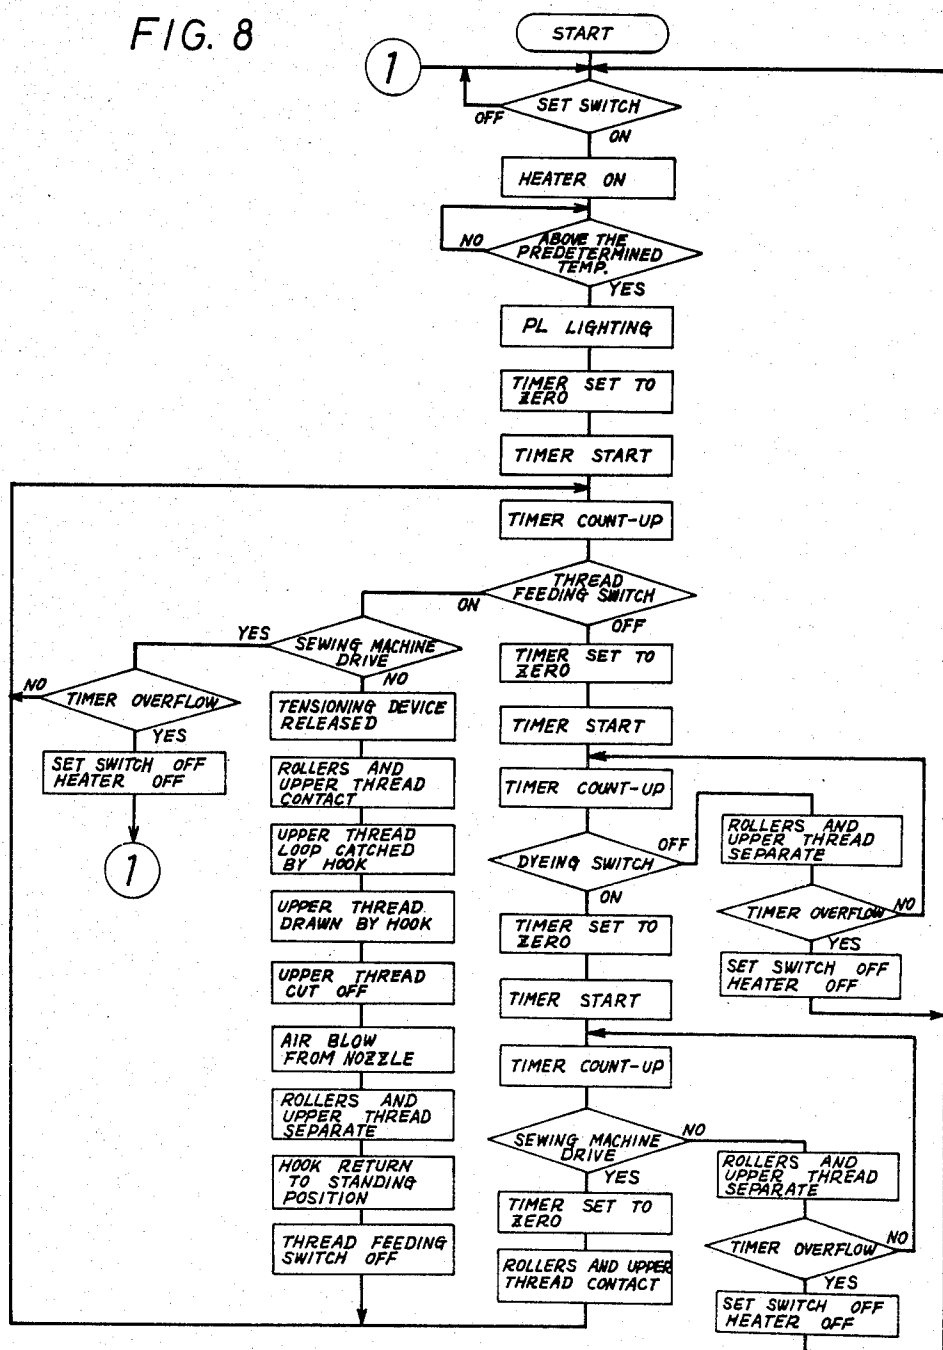 FIG. 8
START
1
SET SWITCH
OFF
ON
HEATER ON
NO
ABOVE THE
PREDETERMINED
TEMP.
YES
PL LIGHTING
TIMER SET TO
ZERO
TIMER START
TIMER COUNT-UP
THREAD
FEEDING SWITCH
ON
OFF
YES
SEWING MACHINE
DRIVE
NO
NO
TIMER OVERFLOW
YES
SET SWITCH OFF
HEATER OFF
1
TENSIONING DEVICE
RELEASED
ROLLERS AND
UPPER THREAD
CONTACT
UPPER THREAD
LOOP CATCHED
BY HOOK
UPPER THREAD
DRAWN BY HOOK
UPPER THREAD
CUT OFF
AIR BLOW
FROM NOZZLE
ROLLERS AND
UPPER THREAD
SEPARATE
HOOK RETURN
TO STANDING
POSITION
THREAD FEEDING
SWITCH OFF
TIMER SET TO
ZERO
TIMER START
TIMER COUNT-UP
DYEING SWITCH
OFF
ON
ROLLERS AND
UPPER THREAD
SEPARATE
TIMER OVERFLOW
NO
YES
SET SWITCH OFF
HEATER OFF
TIMER SET TO
ZERO
TIMER START
TIMER COUNT-UP
SEWING MACHINE
DRIVE
NO
YES
ROLLERS AND
UPPER THREAD
SEPARATE
TIMER OVERFLOW
NO
YES
SET SWITCH OFF
HEATER OFF
TIMER SET TO
ZERO
ROLLERS AND UPPER
THREAD CONTACT